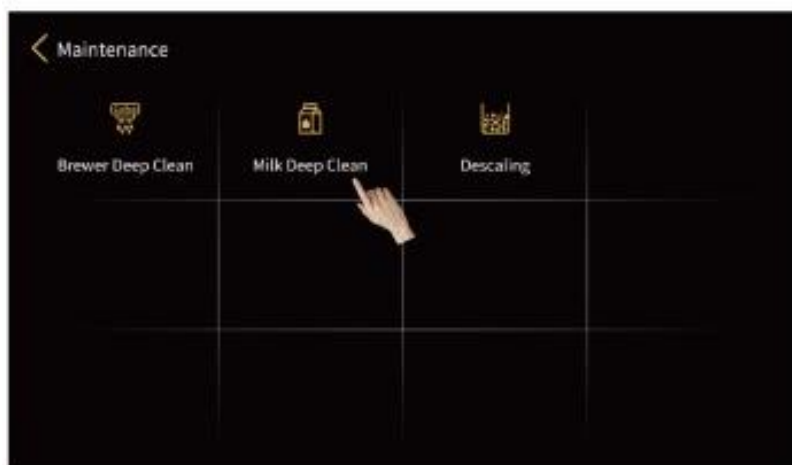 Maintenance
Brewer Deep Clean
Milk Deep Clean
Descaling